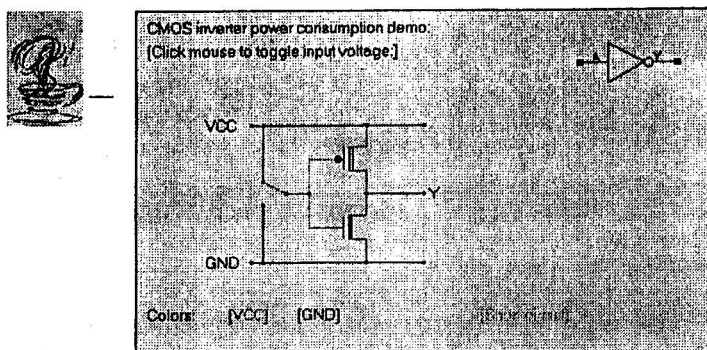 CMOS inverter power consumption demo:
[Click mouse to toggle input voltage.]
A Y
VCC
Y
GND
Colors: [VCC] [GND]